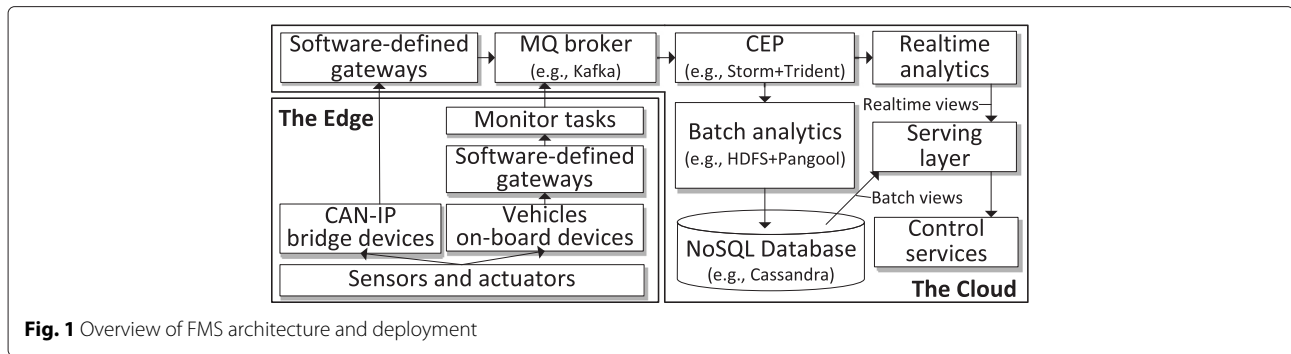 Software-defined
gateways
MQ broker
(e.g., Kafka)
CEP
(e.g., Storm+Trident)
Realtime
analytics
Realtime views
The Edge
Monitor tasks
Software-defined
gateways
CAN-IP
bridge devices
Vehicles
on-board devices
Sensors and actuators
Batch analytics
(e.g., HDFS+Pangool)
Serving
layer
Batch views
NoSQL Database
(e.g., Cassandra)
Control
services
The Cloud
Fig. 1 Overview of FMS architecture and deployment